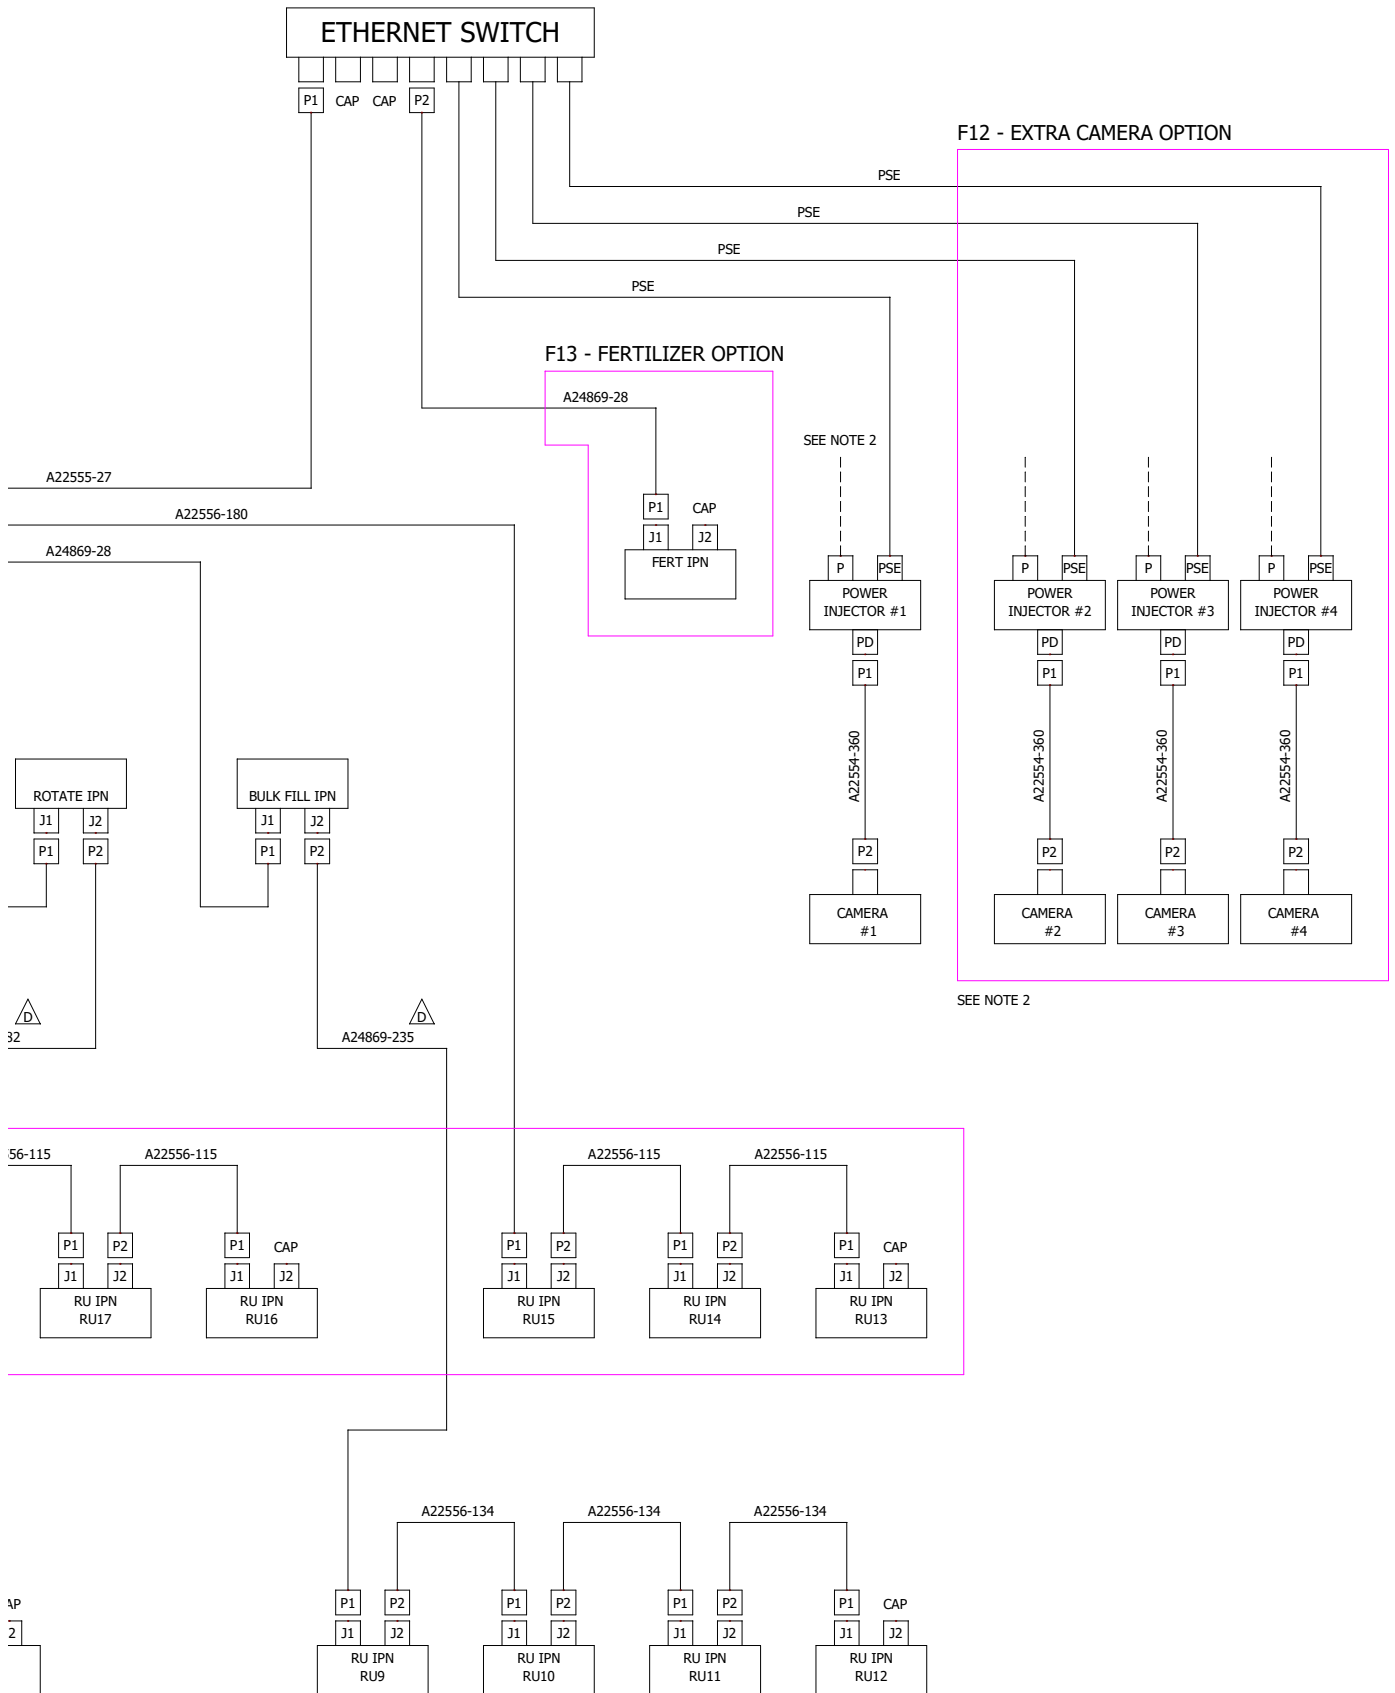 ETHERNET SWITCH
P1
CAP
CAP
P2
F12 - EXTRA CAMERA OPTION
PSE
PSE
PSE
PSE
F13 - FERTILIZER OPTION
A24869-28
SEE NOTE 2
A22555-27
P1
CAP
A22556-180
J1
J2
A24869-28
FERT IPN
P
PSE
P
PSE
P
PSE
P
PSE
POWER
INJECTOR #1
POWER
INJECTOR #2
POWER
INJECTOR #3
POWER
INJECTOR #4
PD
PD
PD
PD
P1
P1
P1
P1
A22554-360
A22554-360
A22554-360
A22554-360
ROTATE IPN
BULK FILL IPN
J1
J2
J1
J2
P1
P2
P1
P2
P2
P2
P2
P2
CAMERA
#1
CAMERA
#2
CAMERA
#3
CAMERA
#4
SEE NOTE 2
D
D
32
A24869-235
56-115
A22556-115
A22556-115
A22556-115
P1
P2
P1
CAP
P1
P2
P1
P2
P1
CAP
J1
J2
J1
J2
J1
J2
J1
J2
J1
J2
RU IPN
RU17
RU IPN
RU16
RU IPN
RU15
RU IPN
RU14
RU IPN
RU13
A22556-134
A22556-134
A22556-134
AP
P1
P2
P1
P2
P1
P2
P1
CAP
2
J1
J2
J1
J2
J1
J2
J1
J2
RU IPN
RU9
RU IPN
RU10
RU IPN
RU11
RU IPN
RU12